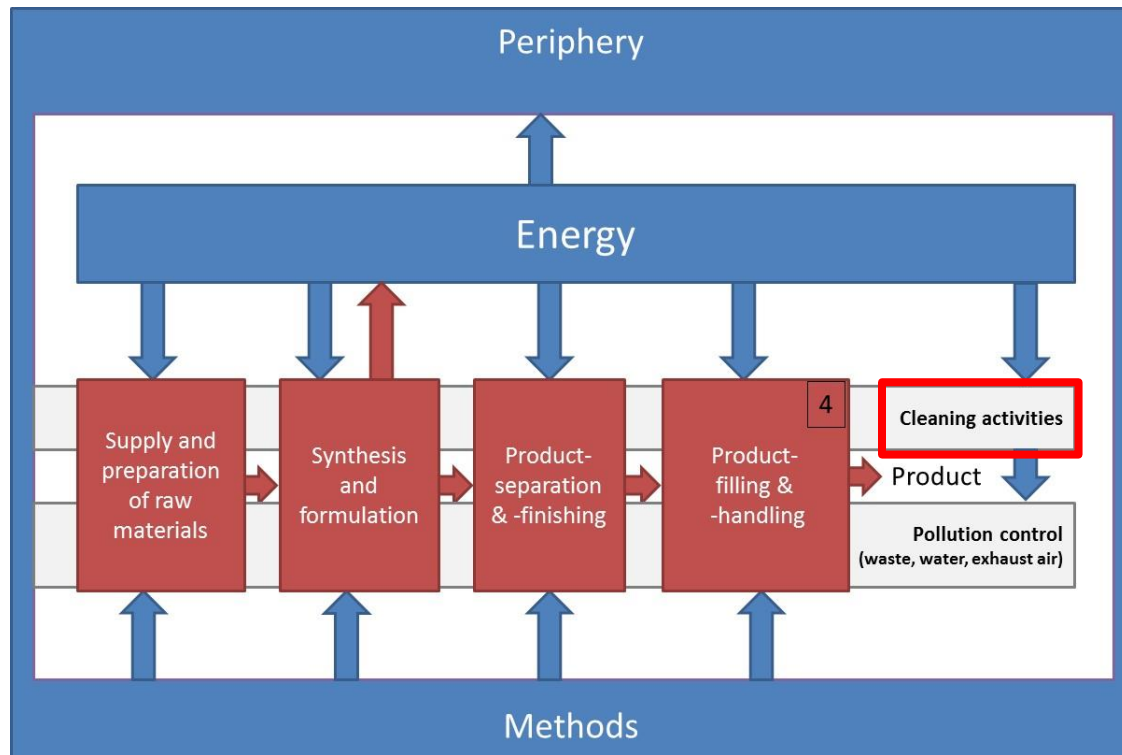 Periphery
Energy
4
Supply and
preparation
of raw
materials
Synthesis
and
formulation
Product-
separation
& -finishing
Product-
filling &
-handling
Cleaning activities
Product
Pollution control
(waste, water, exhaust air)
Methods